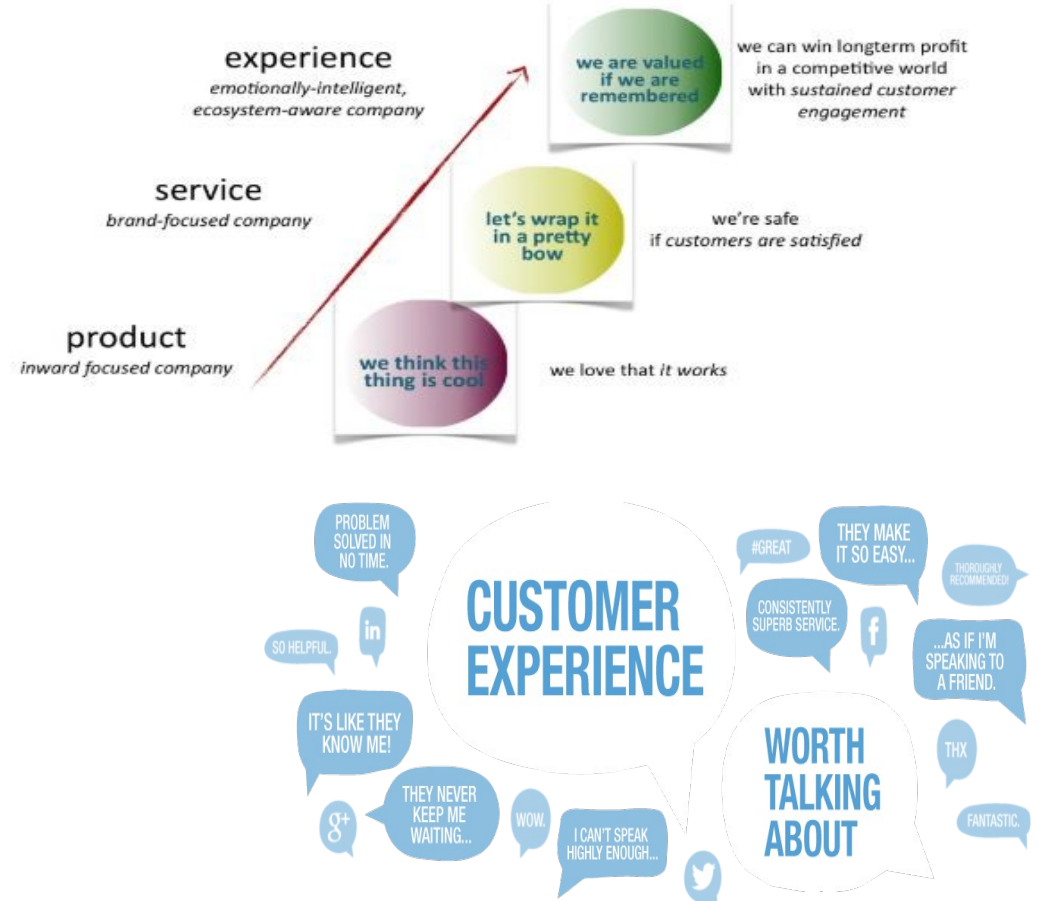 experience
emotionally-intelligent,
ecosystem-aware company
we are valued
if we are
remembered
we can win longterm profit
in a competitive world
with sustained customer
engagement
service
brand-focused company
let's wrap it
in a pretty
bow
we're safe
if customers are satisfied
product
inward focused company
we think this
thing is cool
we love that it works
PROBLEM
SOLVED IN
NO TIME.
in
SO HELPFUL.
IT'S LIKE THEY
KNOW ME!
g+
THEY NEVER
KEEP ME
WAITING...
WOW.
I CAN'T SPEAK
HIGHLY ENOUGH...
CUSTOMER
EXPERIENCE
WORTH
TALKING
ABOUT
#GREAT
THEY MAKE
IT SO EASY...
THOROUGHLY
RECOMMENDED!
CONSISTENTLY
SUPERB SERVICE.
f
...AS IF I'M
SPEAKING TO
A FRIEND.
THX
FANTASTIC.